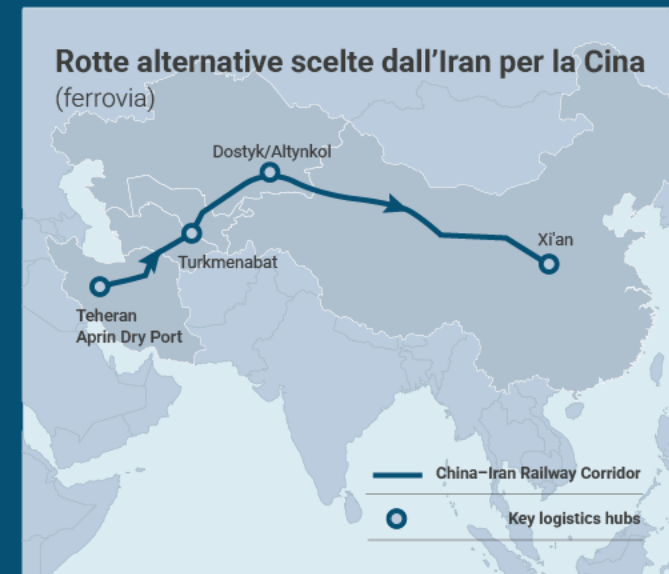 Rotte alternative scelte dall'Iran per la Cina
(ferrovia)
Dostyk/Altynkol
Xi'an
Turkmenabat
Teheran
Aprin Dry Port
China–Iran Railway Corridor
Key logistics hubs